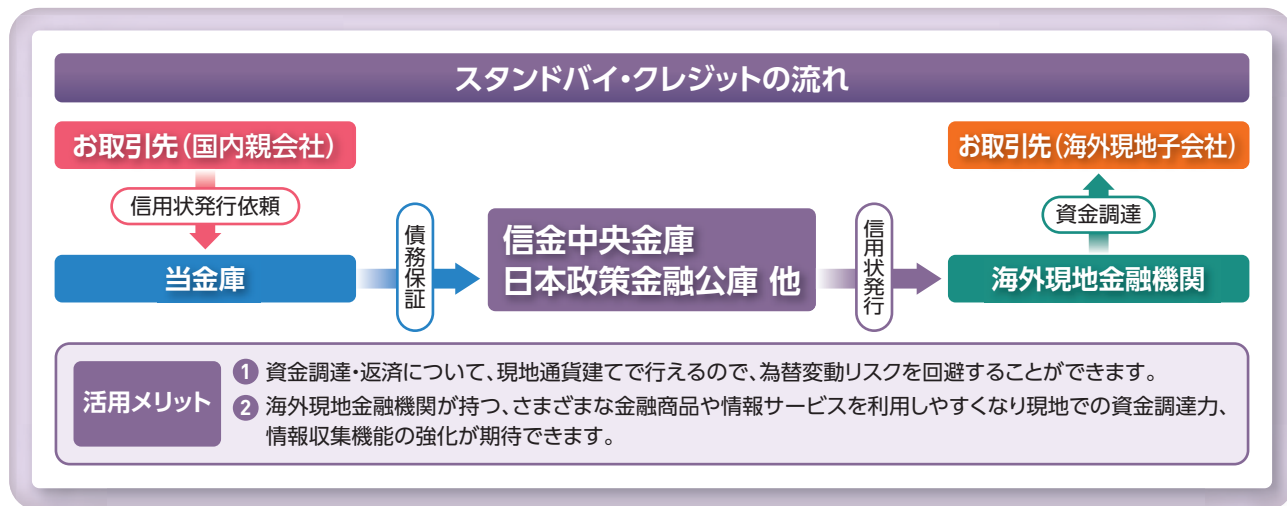 スタンドバイ・クレジットの流れ
お取引先(国内親会社)
信用状発行依頼
当金庫
債務保証
信金中央金庫
日本政策金融公庫 他
信用状発行
お取引先(海外現地子会社)
資金調達
海外現地金融機関
活用メリット
❶ 資金調達・返済について、現地通貨建てで行えるので、為替変動リスクを回避することができます。
❷ 海外現地金融機関が持つ、さまざまな金融商品や情報サービスを利用しやすくなり現地での資金調達力、
情報収集機能の強化が期待できます。